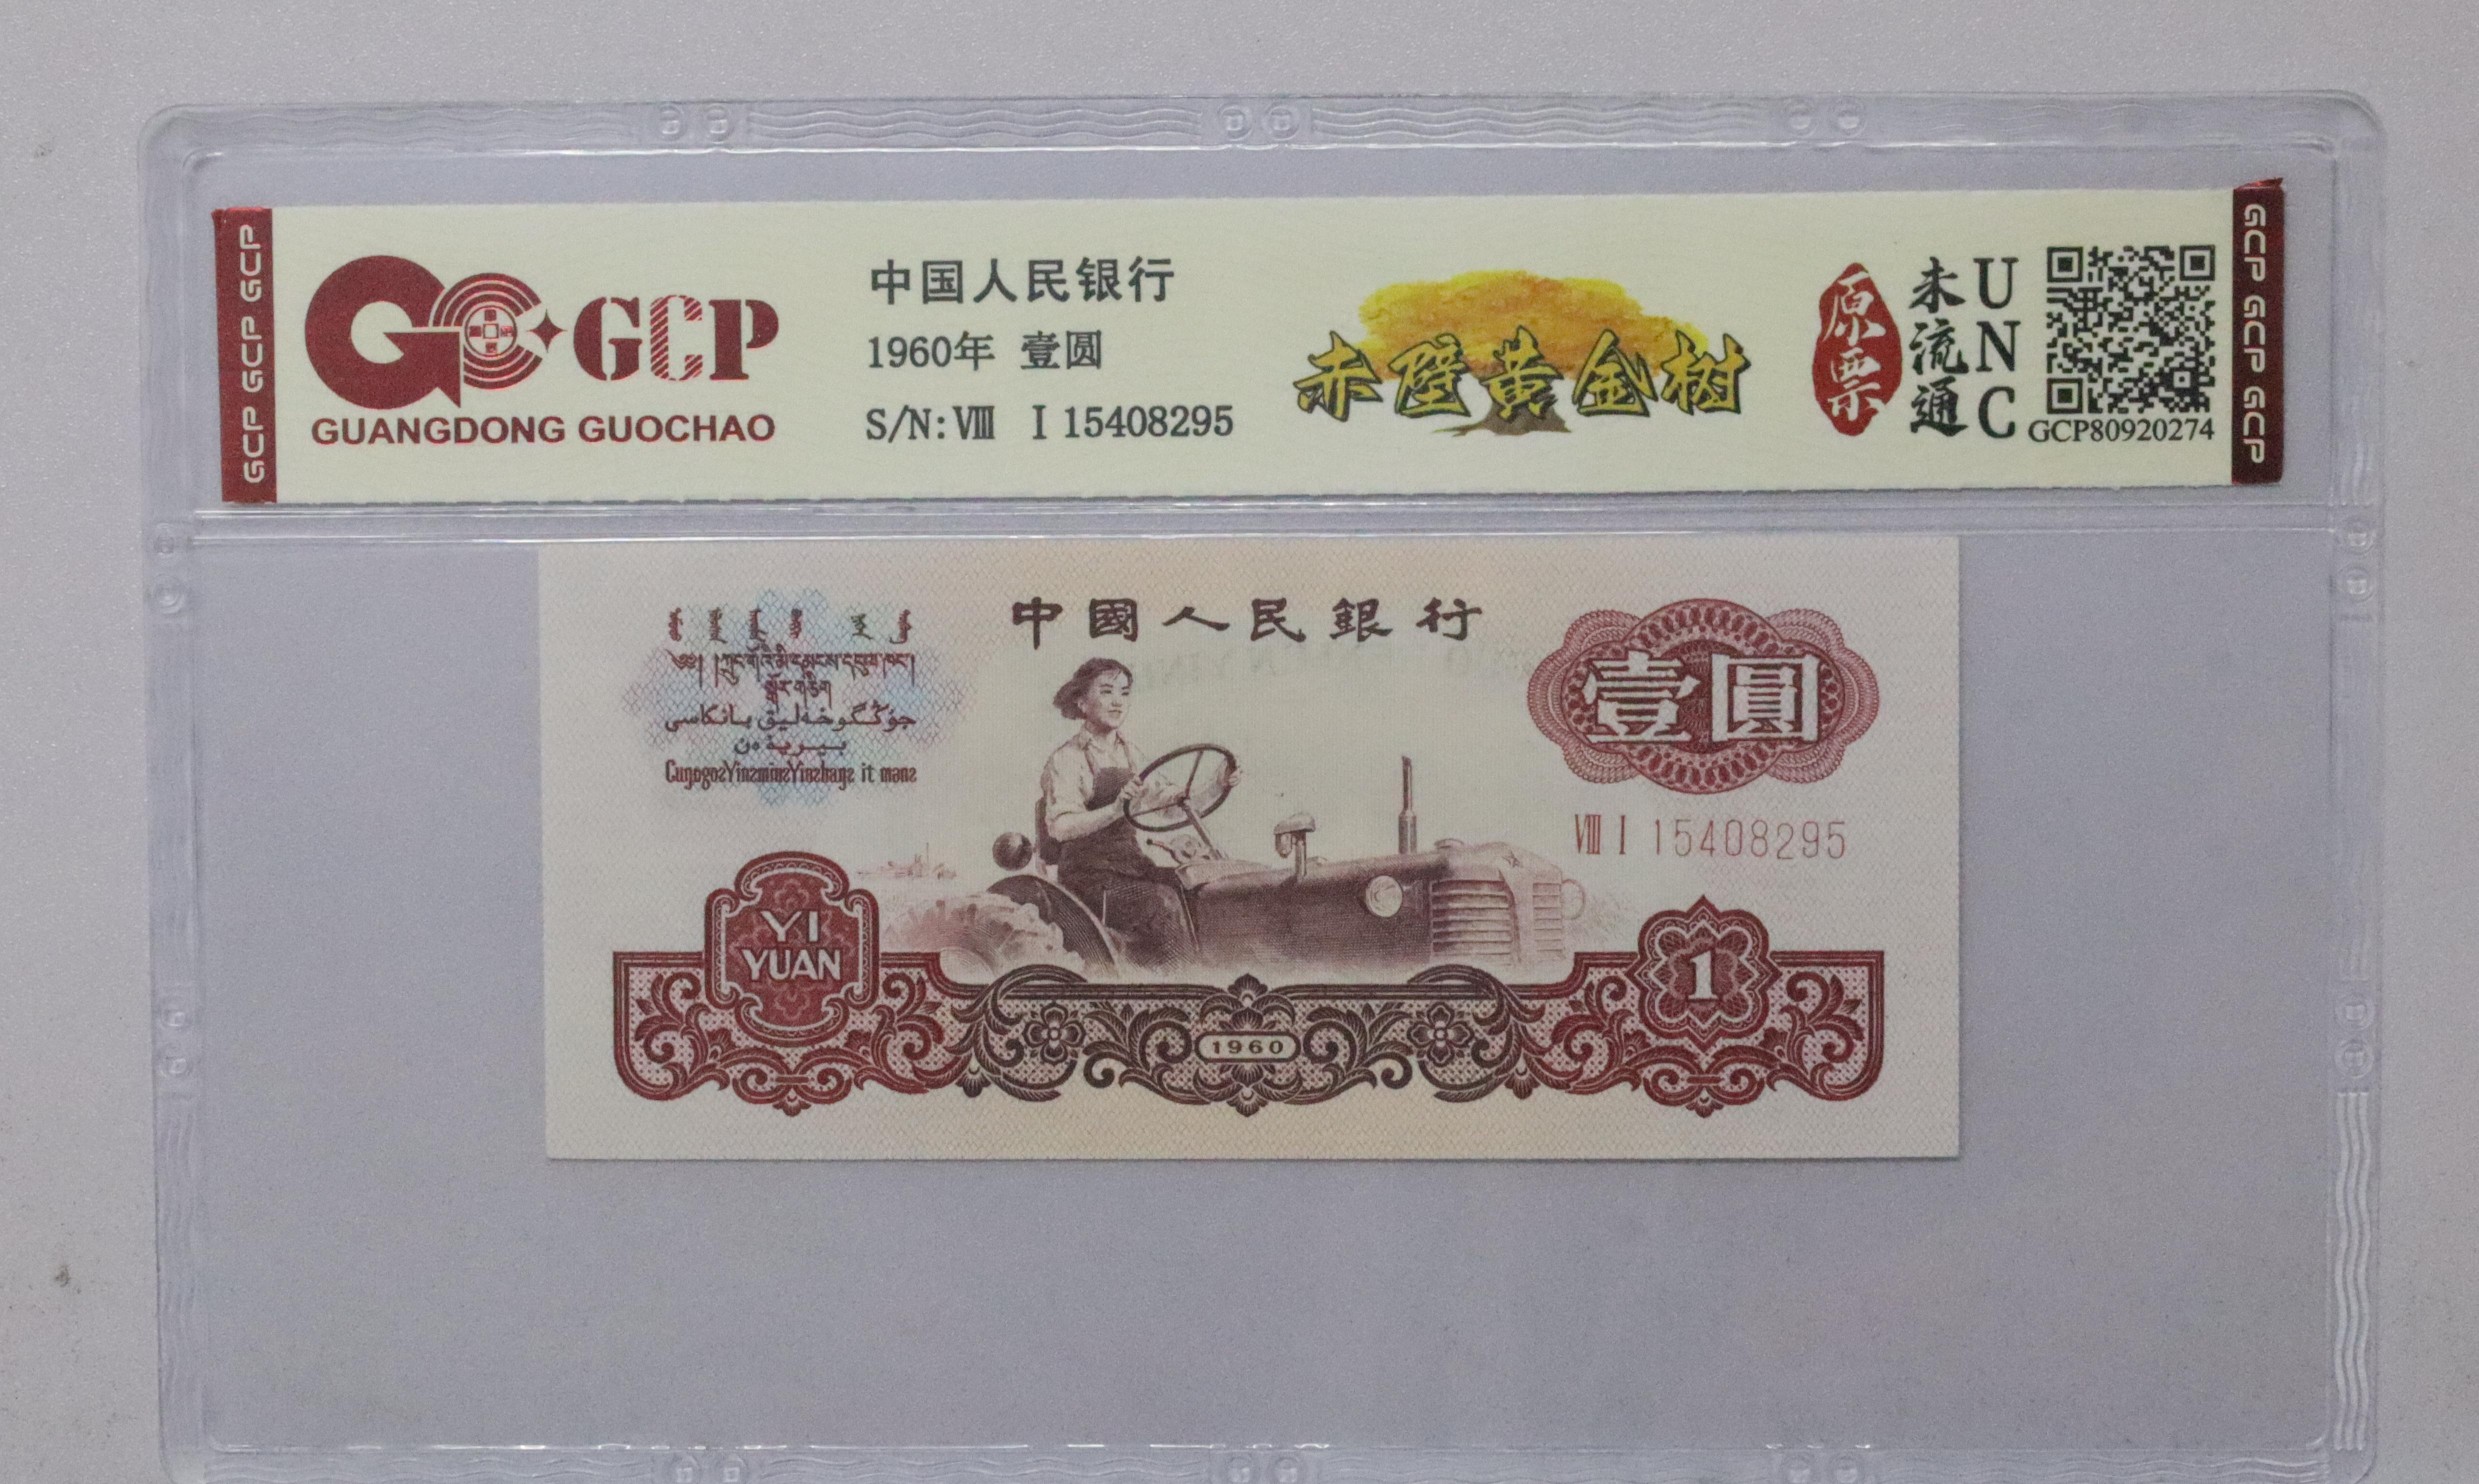 GCP GCP GCP
GCP
GUANGDONG GUOCHAO
中国人民银行
1960年 壹圆
S/N: Ⅷ Ⅰ 15408295
赤壁黄金树
原票
未流通
UNC
GCP80920274
GCP GCP GCP
中國人民銀行
壹圓
Ⅷ Ⅰ 15408295
YI
YUAN
1
1960